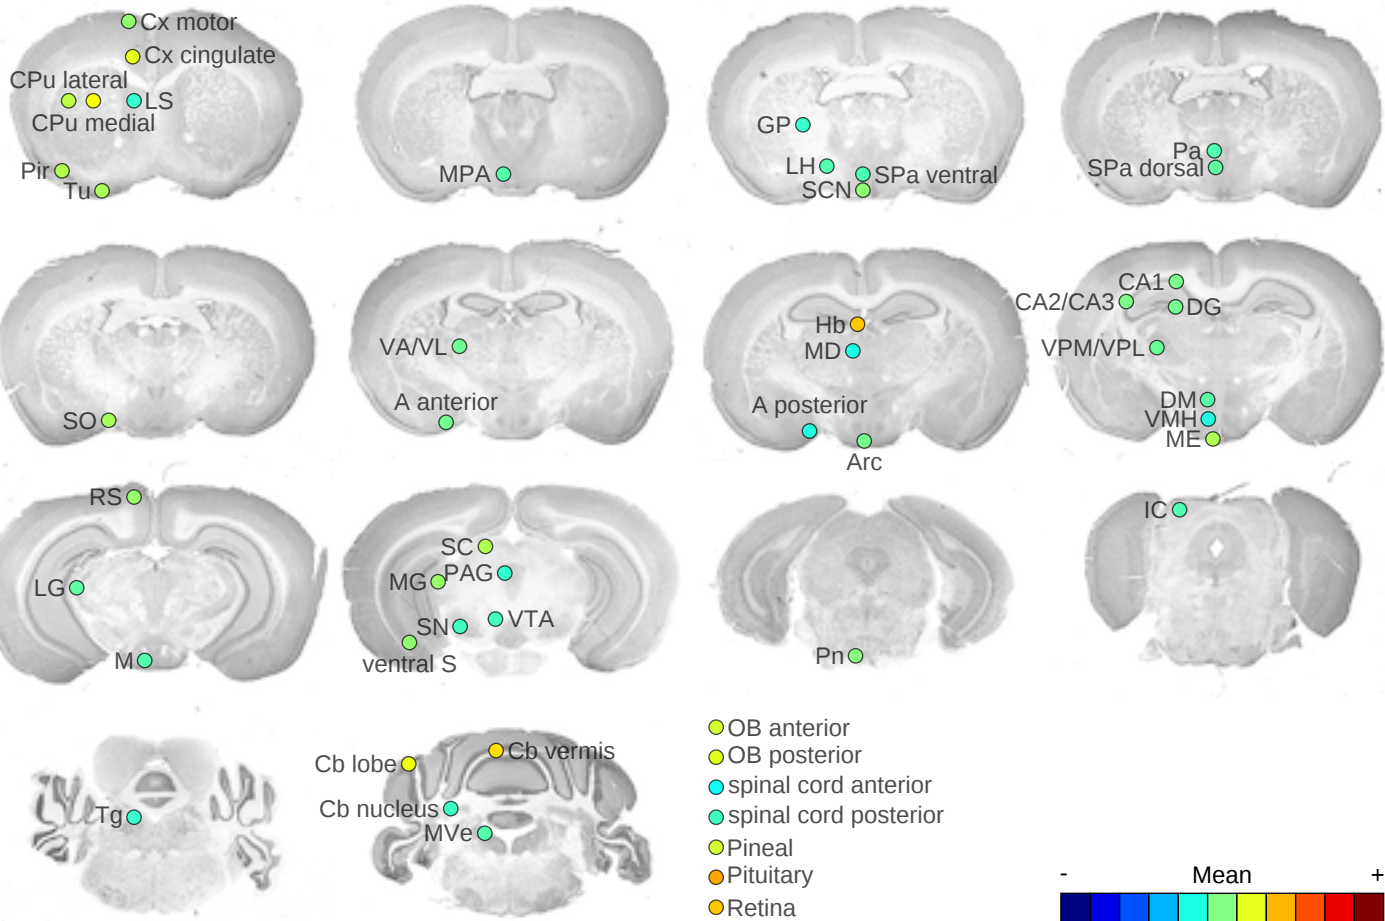 Cx motor
Cx cingulate
CPu lateral
LS
CPu medial
Pir
Tu
MPA
GP
LH
SPa ventral
SCN
Pa
SPa dorsal
SO
VA/VL
A anterior
Hb
MD
A posterior
Arc
CA1
CA2/CA3
DG
VPM/VPL
DM
VMH
ME
RS
LG
M
SC
PAG
MG
VTA
SN
ventral S
Pn
IC
Tg
Cb lobe
Cb vermis
Cb nucleus
MVe
OB anterior
OB posterior
spinal cord anterior
spinal cord posterior
Pineal
Pituitary
Retina
- Mean +